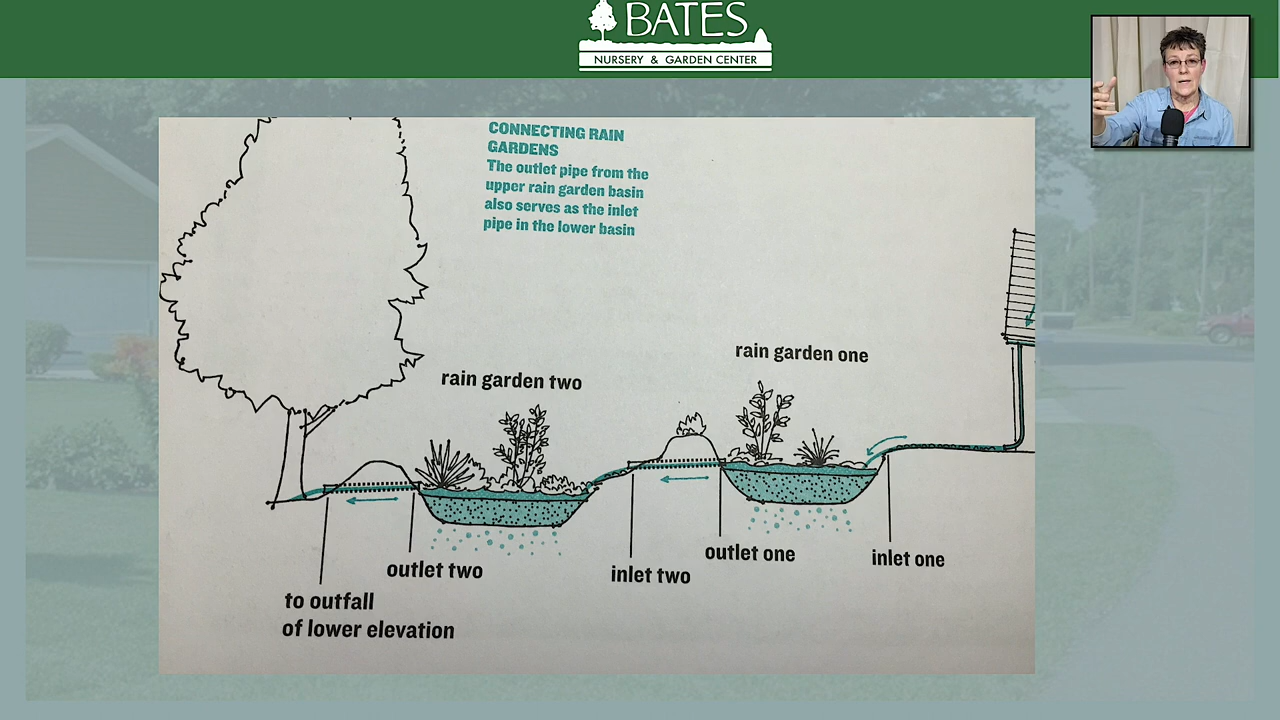 BATES
NURSERY & GARDEN CENTER
CONNECTING RAIN
GARDENS
The outlet pipe from the
upper rain garden basin
also serves as the inlet
pipe in the lower basin
rain garden one
rain garden two
outlet one
inlet one
outlet two
inlet two
to outfall
of lower elevation